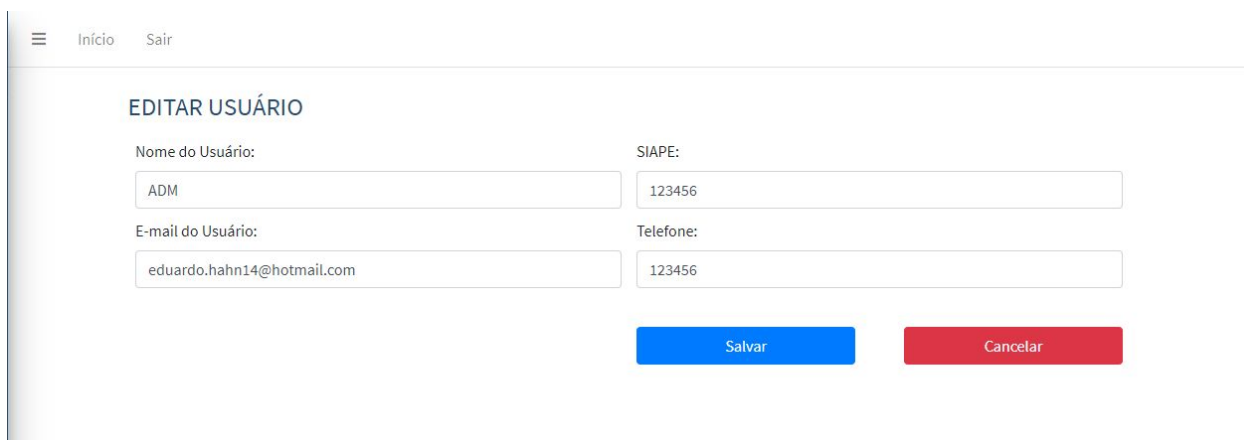 Início Sair
EDITAR USUÁRIO
Nome do Usuário: SIAPE:
ADM 123456
E-mail do Usuário: Telefone:
eduardo.hahn14@hotmail.com 123456
Salvar Cancelar